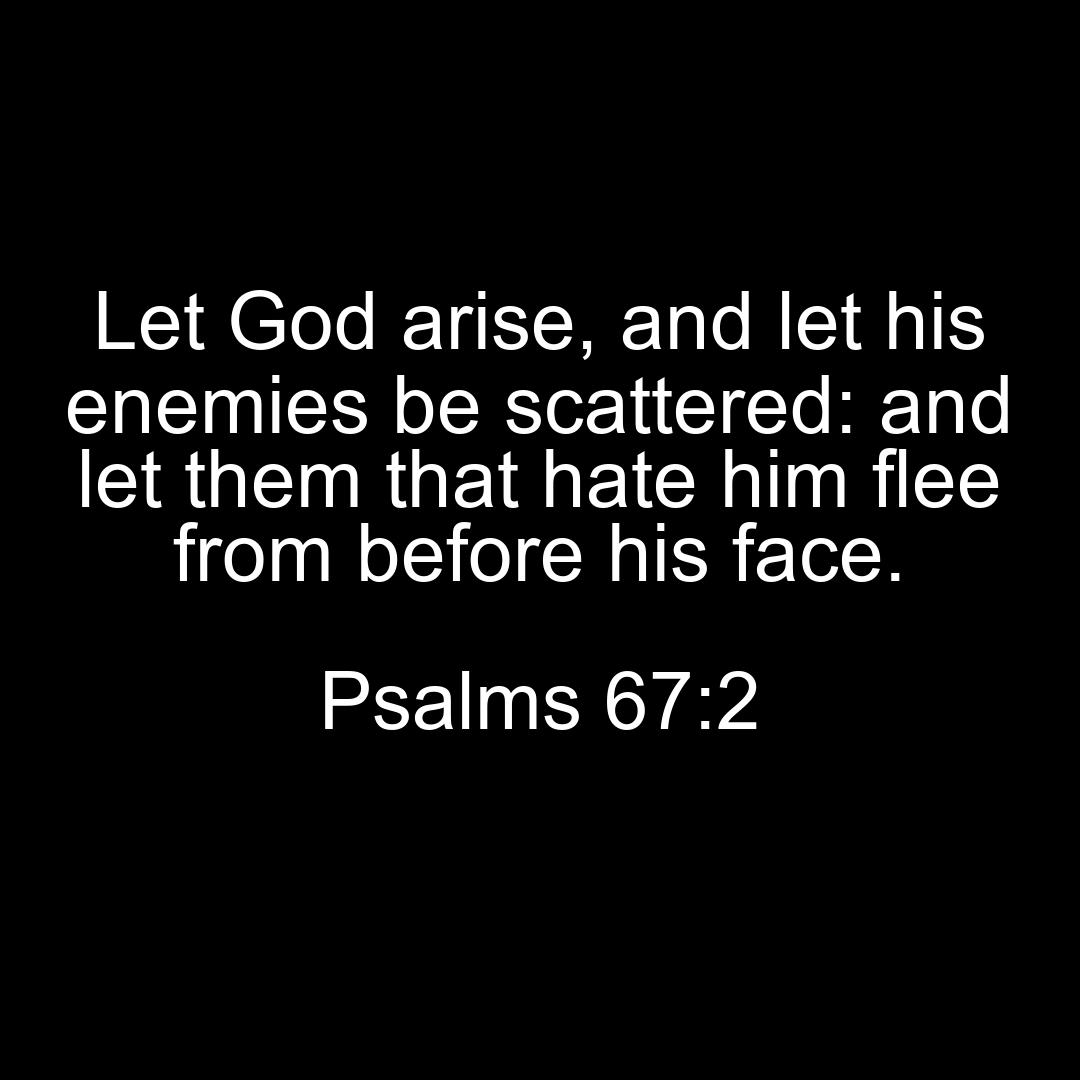 Let God arise, and let his
enemies be scattered: and
let them that hate him flee
from before his face.
Psalms 67:2